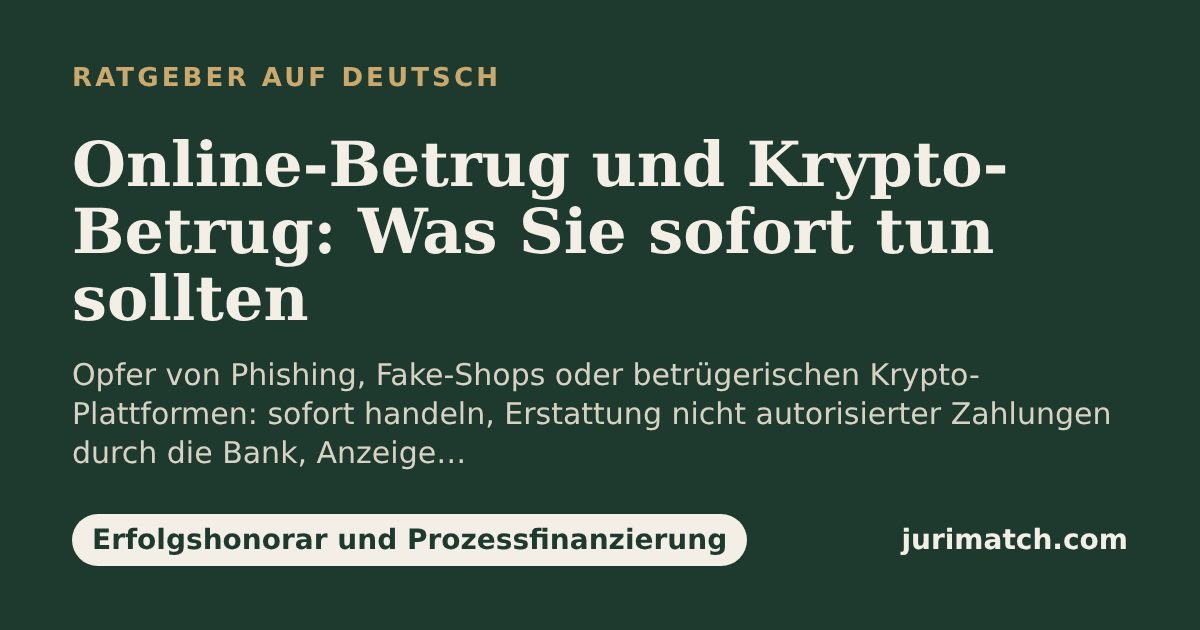 RATGEBER AUF DEUTSCH
Online-Betrug und Krypto-
Betrug: Was Sie sofort tun
sollten
Opfer von Phishing, Fake-Shops oder betrügerischen Krypto-
Plattformen: sofort handeln, Erstattung nicht autorisierter Zahlungen
durch die Bank, Anzeige…
Erfolgshonorar und Prozessfinanzierung
jurimatch.com